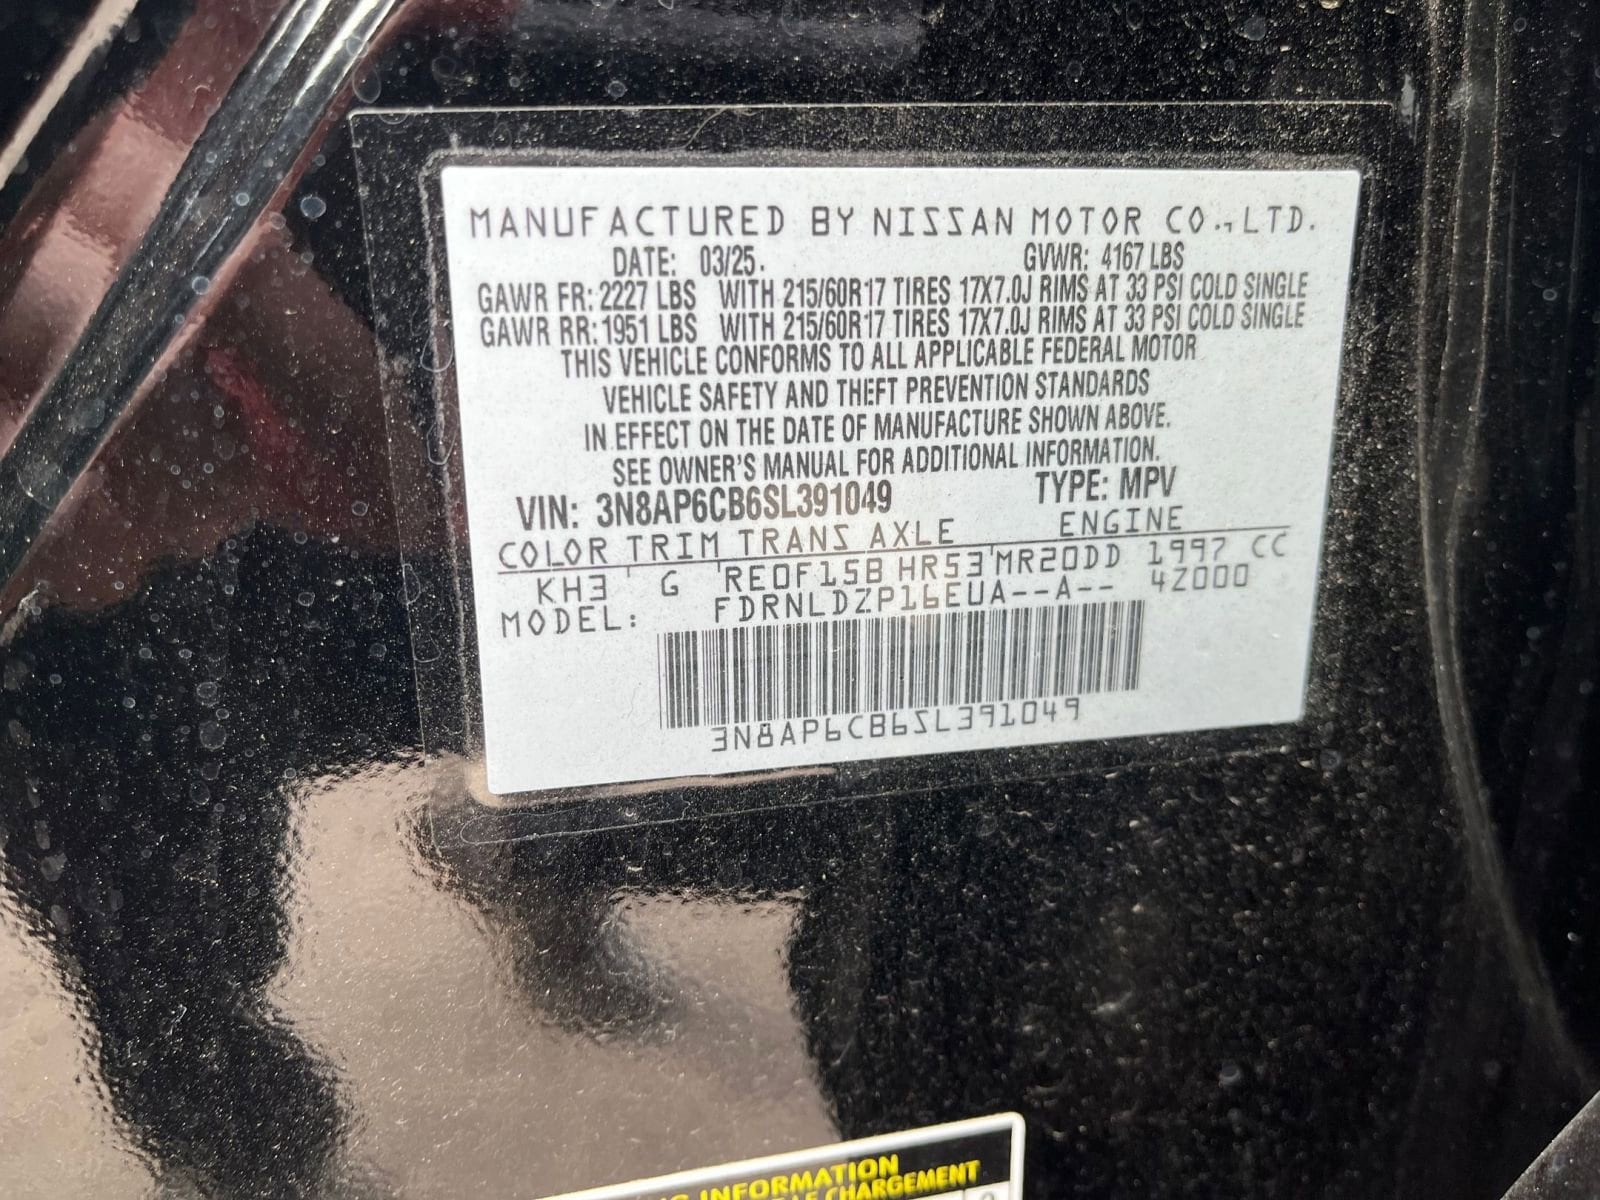 MANUFACTURED BY NISSAN MOTOR CO.,LTD.
DATE: 03/25. GVWR: 4167 LBS
GAWR FR: 2227 LBS WITH 215/60R17 TIRES 17X7.0J RIMS AT 33 PSI COLD SINGLE
GAWR RR: 1951 LBS WITH 215/60R17 TIRES 17X7.0J RIMS AT 33 PSI COLD SINGLE
THIS VEHICLE CONFORMS TO ALL APPLICABLE FEDERAL MOTOR
VEHICLE SAFETY AND THEFT PREVENTION STANDARDS
IN EFFECT ON THE DATE OF MANUFACTURE SHOWN ABOVE.
SEE OWNER'S MANUAL FOR ADDITIONAL INFORMATION.
VIN: 3N8AP6CB6SL391049 TYPE: MPV
COLOR TRIM TRANS AXLE ENGINE
KH3 G RE0F15B HR53 MR20DD 1997 CC
MODEL: FDRNLDZP16EUA--A-- 4Z000
3N8AP6CB6SL391049
INFORMATION
CHARGEMENT